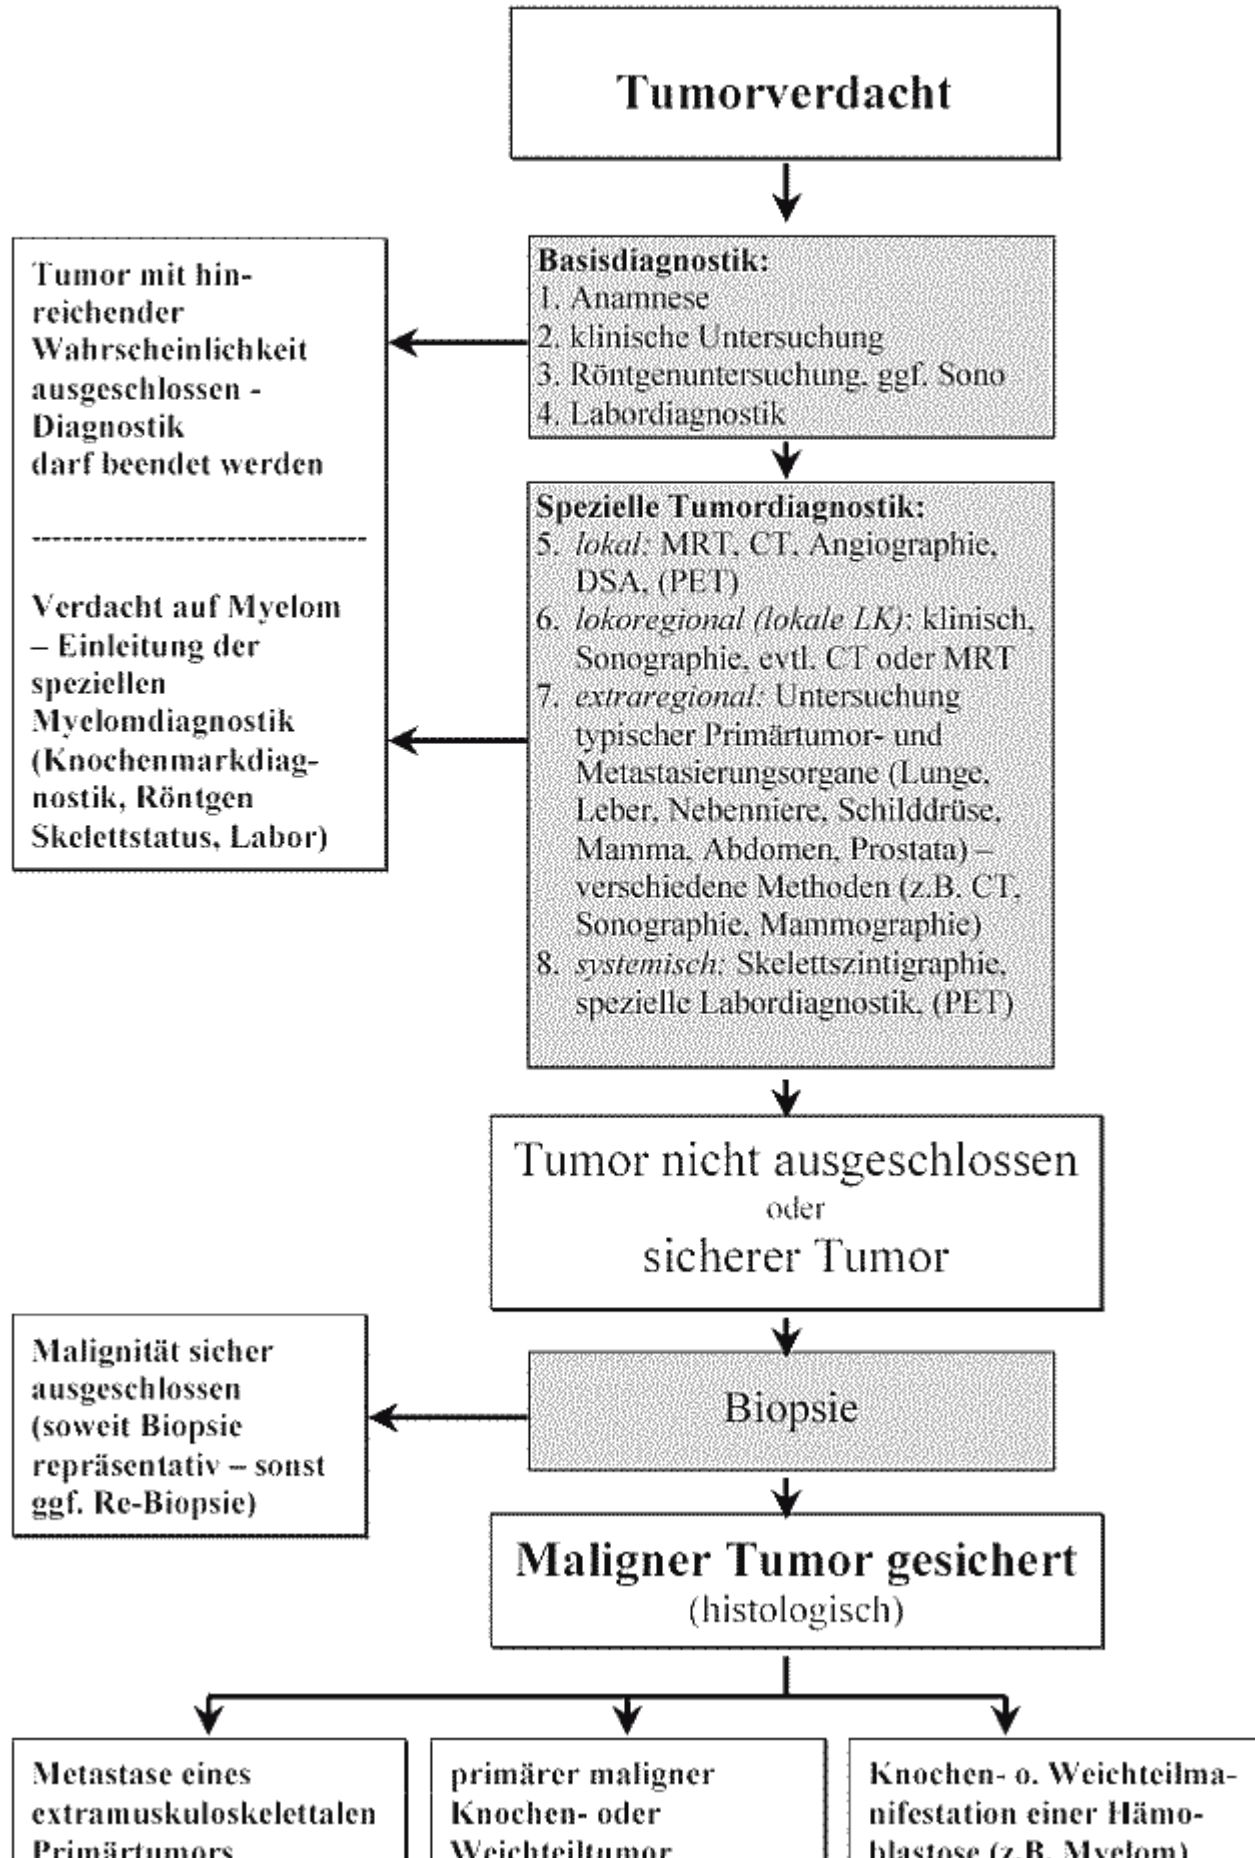 Tumorverdacht
Basisdiagnostik:
1. Anamnese
2. klinische Untersuchung
3. Röntgenuntersuchung, ggf. Sono
4. Labordiagnostik
Tumor mit hin-
reichender
Wahrscheinlichkeit
ausgeschlossen -
Diagnostik
darf beendet werden
---------------------------------
Verdacht auf Myelom
– Einleitung der
speziellen
Myelomdiagnostik
(Knochenmarkdiag-
nostik, Röntgen
Skelettstatus, Labor)
Spezielle Tumordiagnostik:
5. lokal: MRT, CT, Angiographie,
DSA, (PET)
6. lokoregional (lokale LK): klinisch,
Sonographie, evtl. CT oder MRT
7. extraregional: Untersuchung
typischer Primärtumor- und
Metastasierungsorgane (Lunge,
Leber, Nebenniere, Schilddrüse,
Mamma, Abdomen, Prostata) –
verschiedene Methoden (z.B. CT,
Sonographie, Mammographie)
8. systemisch: Skelettszintigraphie,
spezielle Labordiagnostik, (PET)
Tumor nicht ausgeschlossen
oder
sicherer Tumor
Biopsie
Malignität sicher
ausgeschlossen
(soweit Biopsie
repräsentativ – sonst
ggf. Re-Biopsie)
Maligner Tumor gesichert
(histologisch)
Metastase eines
extramuskuloskelettalen
Primärtumors
primärer maligner
Knochen- oder
Weichteiltumor
Knochen- o. Weichteilma-
nifestation einer Hämo-
blastose (z.B. Myelom)